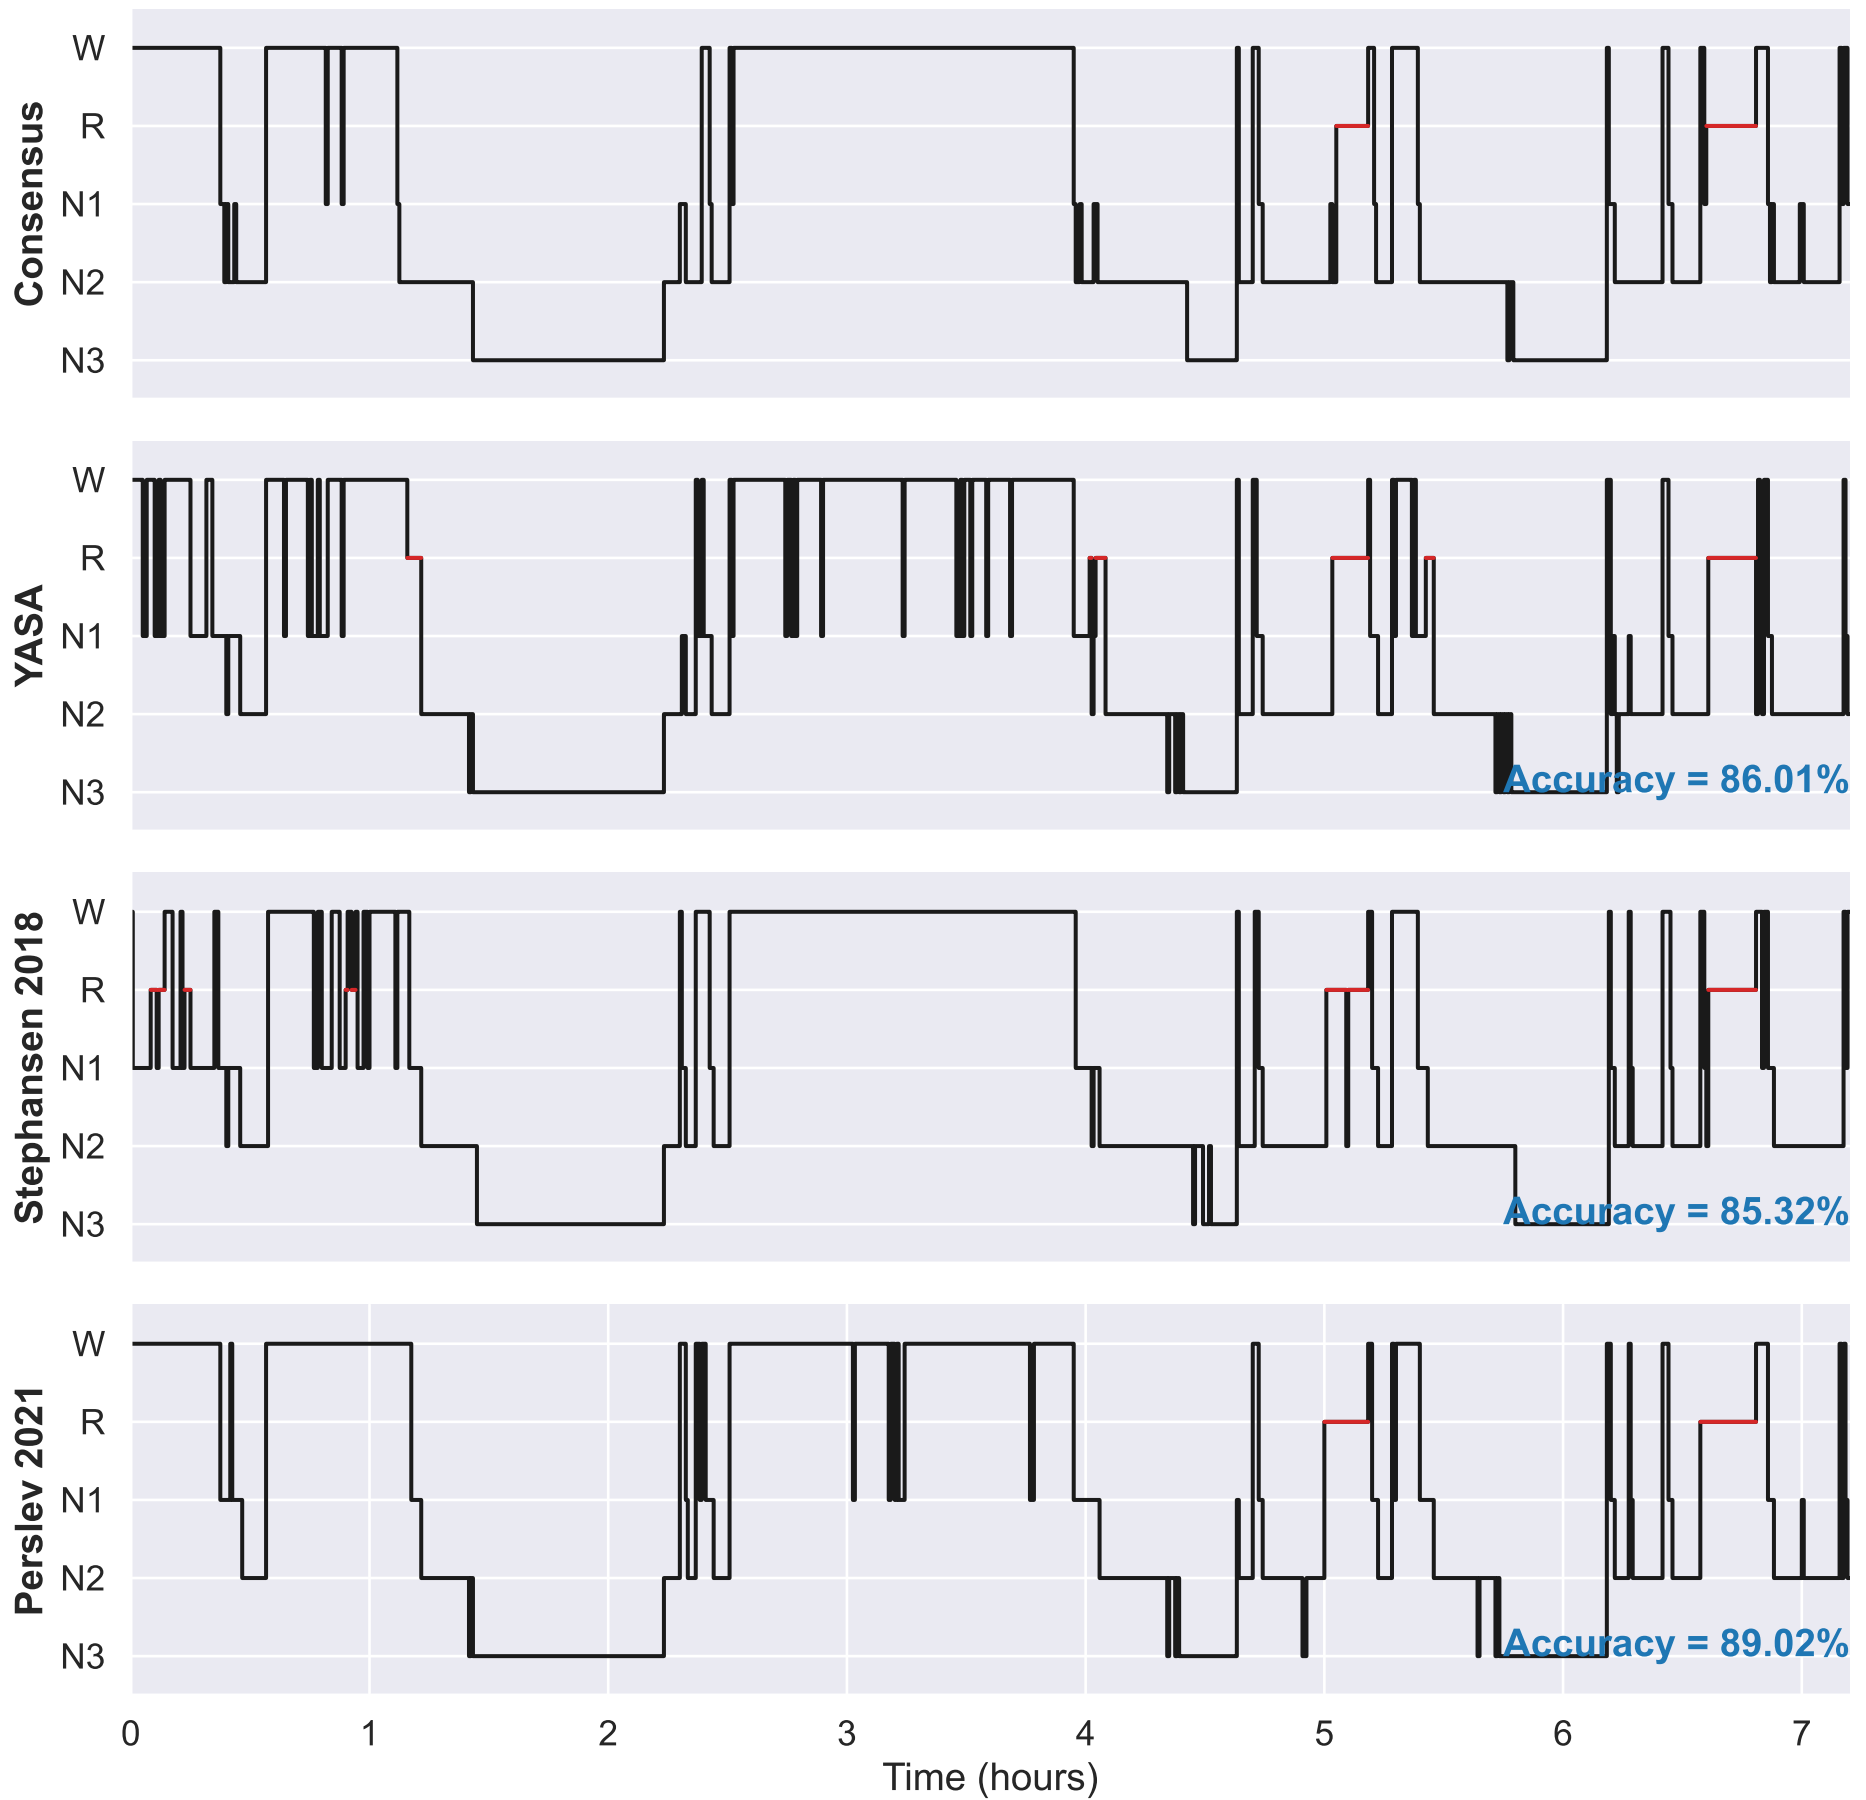 Consensus
W
R
N1
N2
N3
YASA
W
R
N1
N2
N3
Accuracy = 86.01%
Stephansen 2018
W
R
N1
N2
N3
Accuracy = 85.32%
Perslev 2021
W
R
N1
N2
N3
Accuracy = 89.02%
0 1 2 3 4 5 6 7
Time (hours)